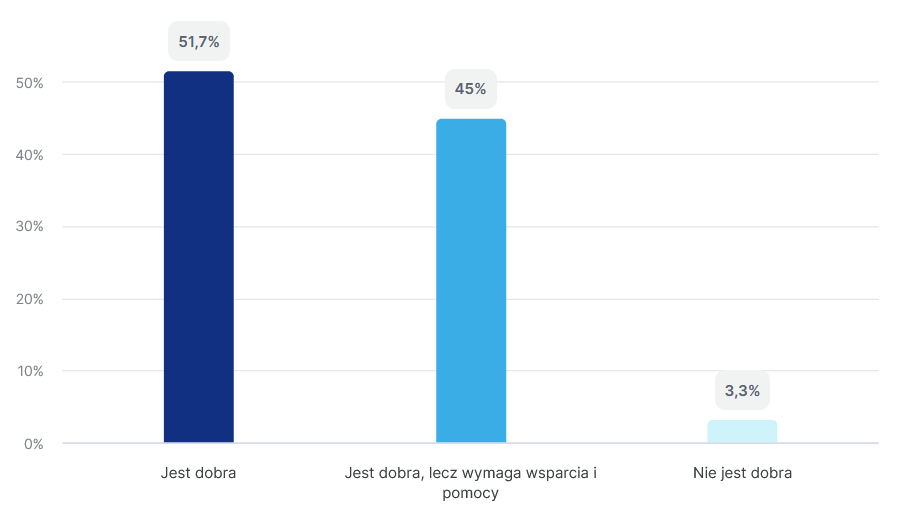 51,7%
45%
3,3%
50%
40%
30%
20%
10%
0%
Jest dobra
Jest dobra, lecz wymaga wsparcia i
pomocy
Nie jest dobra